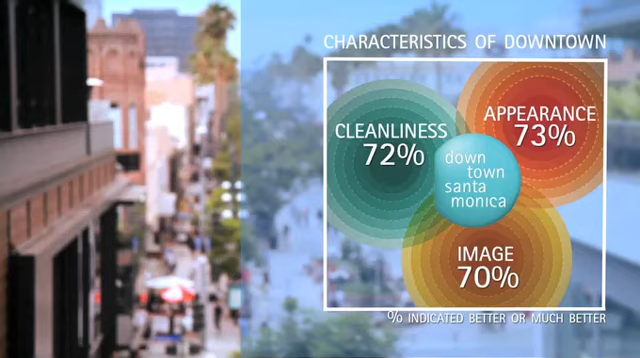 CHARACTERISTICS OF DOWNTOWN
CLEANLINESS
72%
APPEARANCE
73%
down
town
santa
monica
IMAGE
70%
% INDICATED BETTER OR MUCH BETTER